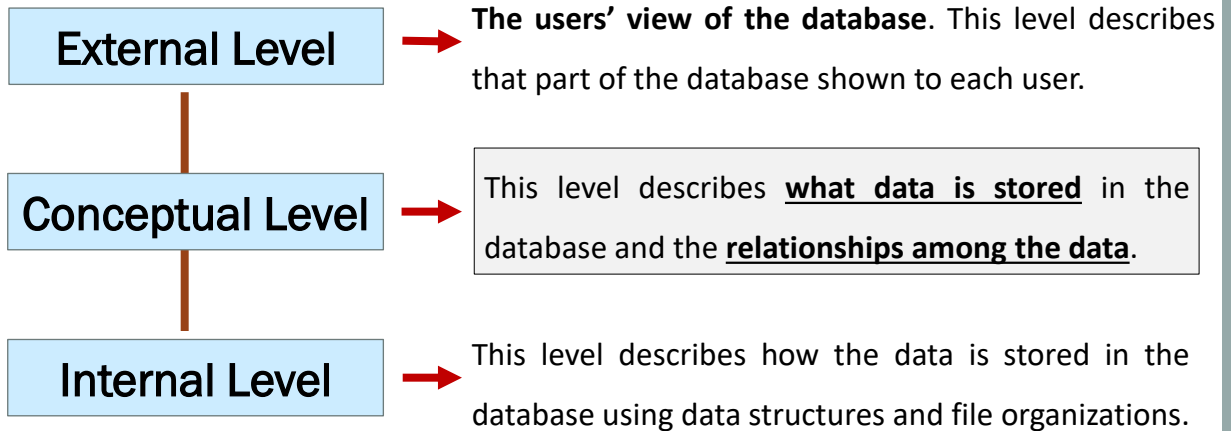 External Level
The users’ view of the database. This level describes
that part of the database shown to each user.
Conceptual Level
This level describes what data is stored in the
database and the relationships among the data.
Internal Level
This level describes how the data is stored in the
database using data structures and file organizations.